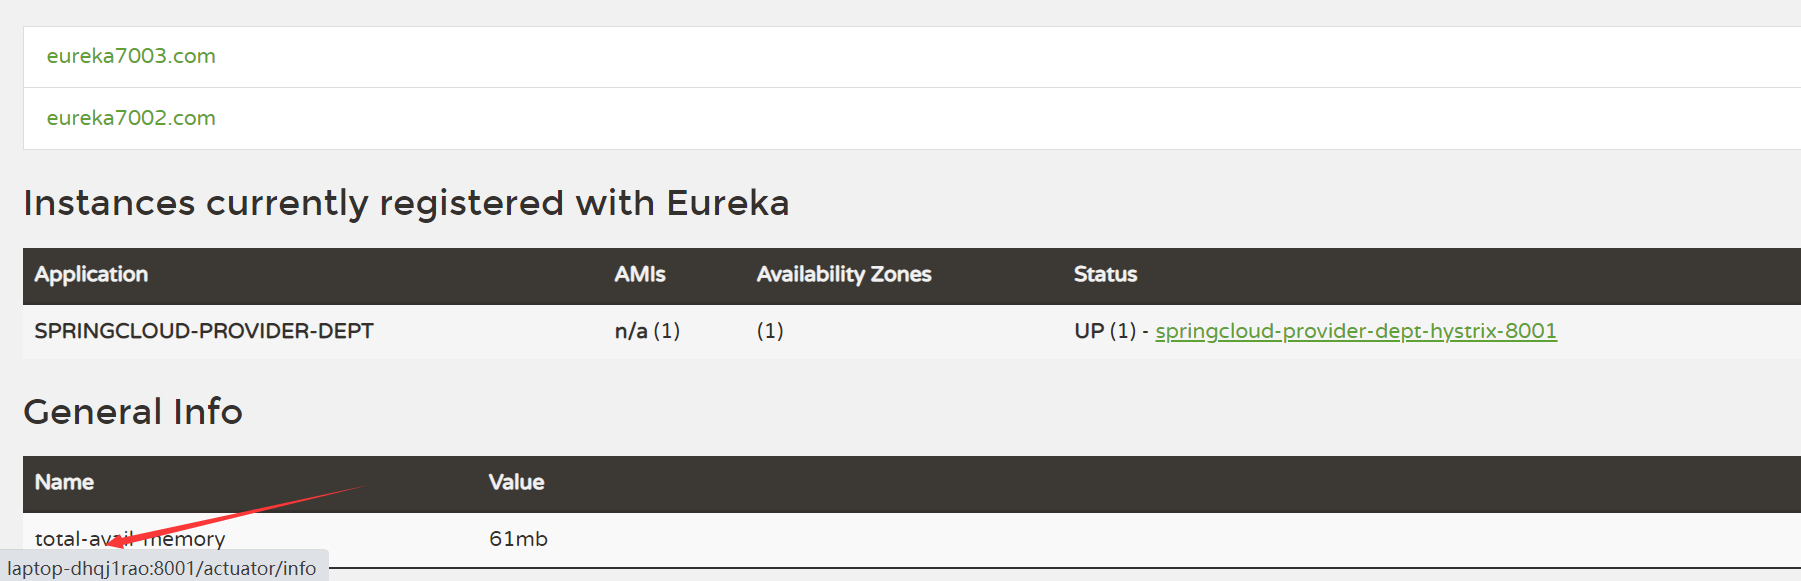 eureka7003.com
eureka7002.com
Instances currently registered with Eureka
Application AMIs Availability Zones Status
SPRINGCLOUD-PROVIDER-DEPT n/a (1) (1) UP (1) - springcloud-provider-dept-hystrix-8001
General Info
Name Value
total-avail-memory 61mb
laptop-dhqj1rao:8001/actuator/info